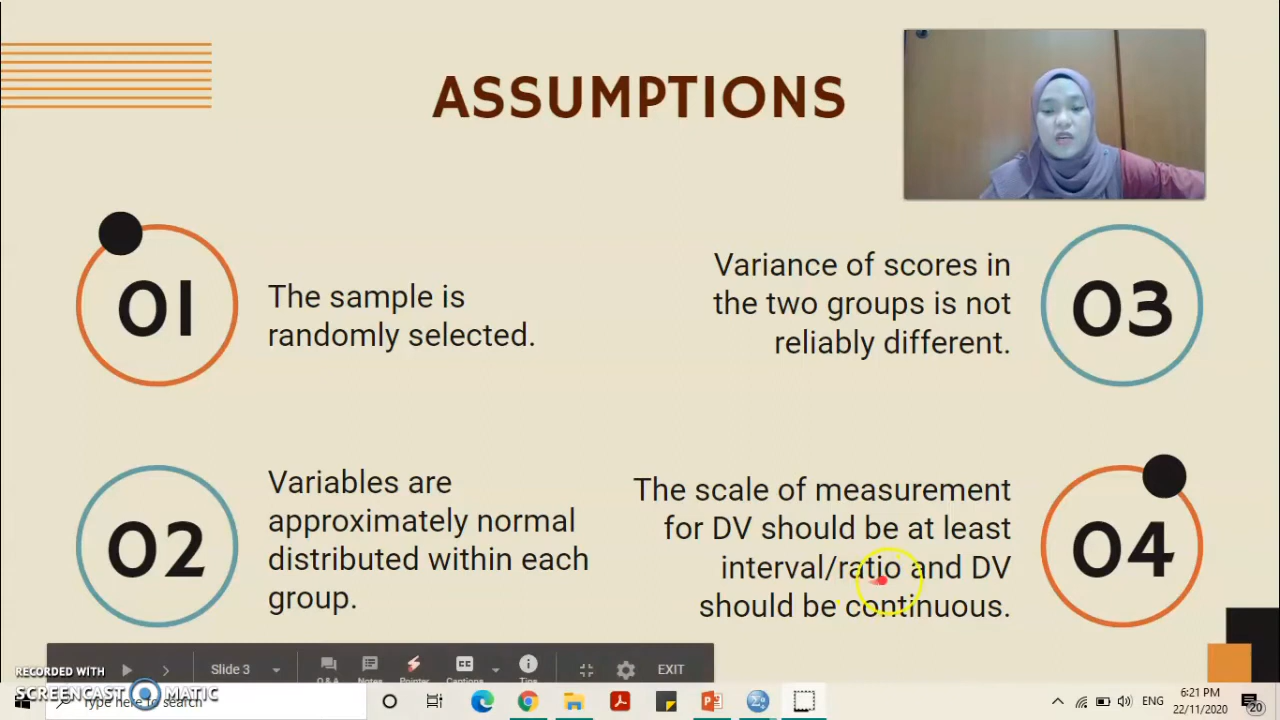 ASSUMPTIONS
01
The sample is
randomly selected.
02
Variables are
approximately normal
distributed within each
group.
03
Variance of scores in
the two groups is not
reliably different.
04
The scale of measurement
for DV should be at least
interval/ratio and DV
should be continuous.
Slide 3
Q & A
Notes
Pointer
CC
Captions
Tips
EXIT
RECORDED WITH
SCREENCAST MATIC
Type here to search
ENG
6:21 PM
22/11/2020
20